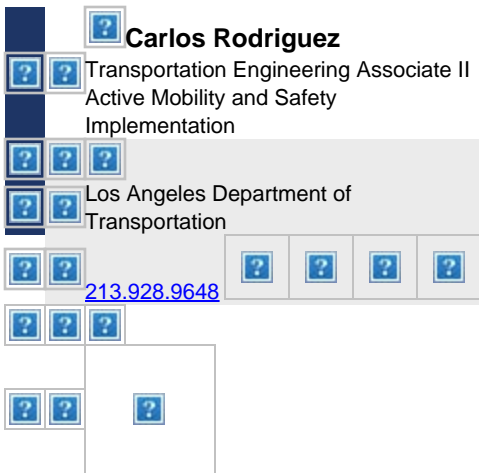 Carlos Rodriguez
Transportation Engineering Associate II
Active Mobility and Safety
Implementation
Los Angeles Department of
Transportation
213.928.9648